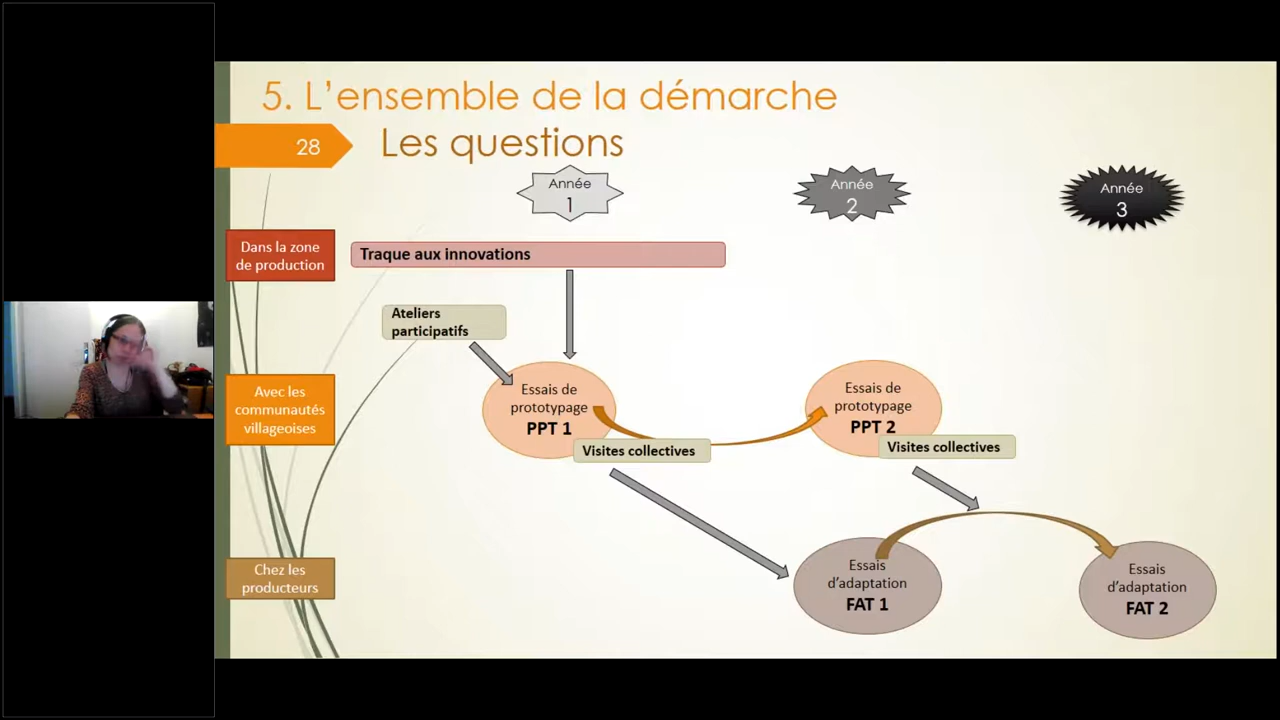 5. L’ensemble de la démarche
28
Les questions
Année
1
Année
2
Année
3
Dans la zone
de production
Traque aux innovations
Ateliers
participatifs
Avec les
communautés
villageoises
Essais de
prototypage
PPT 1
Visites collectives
Essais de
prototypage
PPT 2
Visites collectives
Chez les
producteurs
Essais
d’adaptation
FAT 1
Essais
d’adaptation
FAT 2